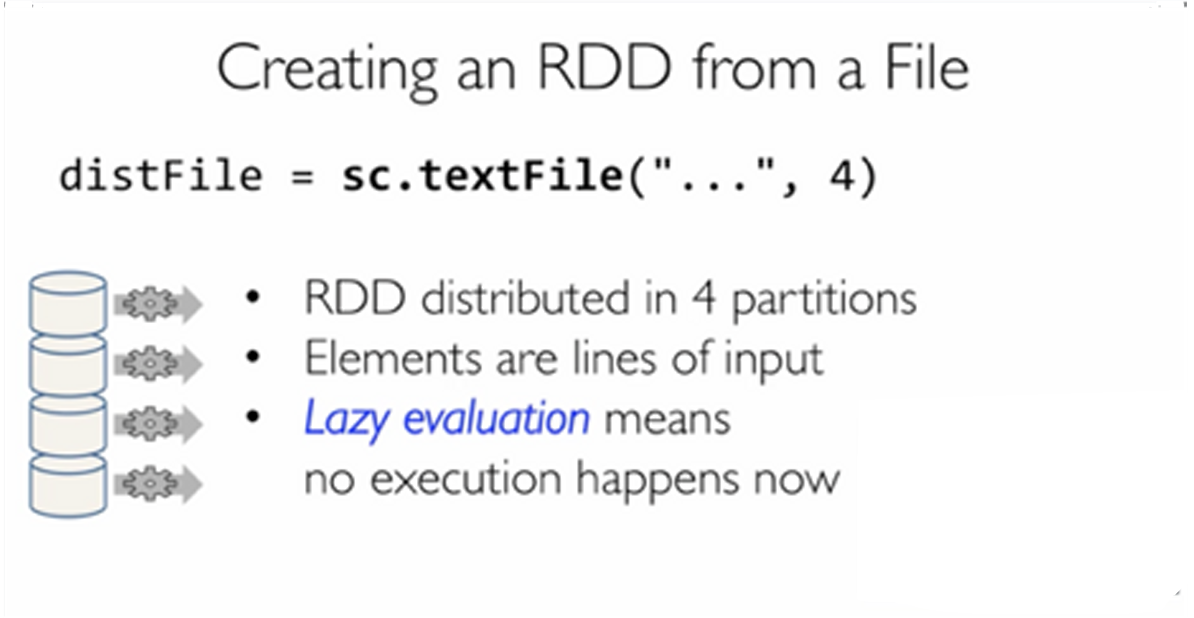 Creating an RDD from a File
distFile = sc.textFile("...", 4)
• RDD distributed in 4 partitions
• Elements are lines of input
• Lazy evaluation means
no execution happens now